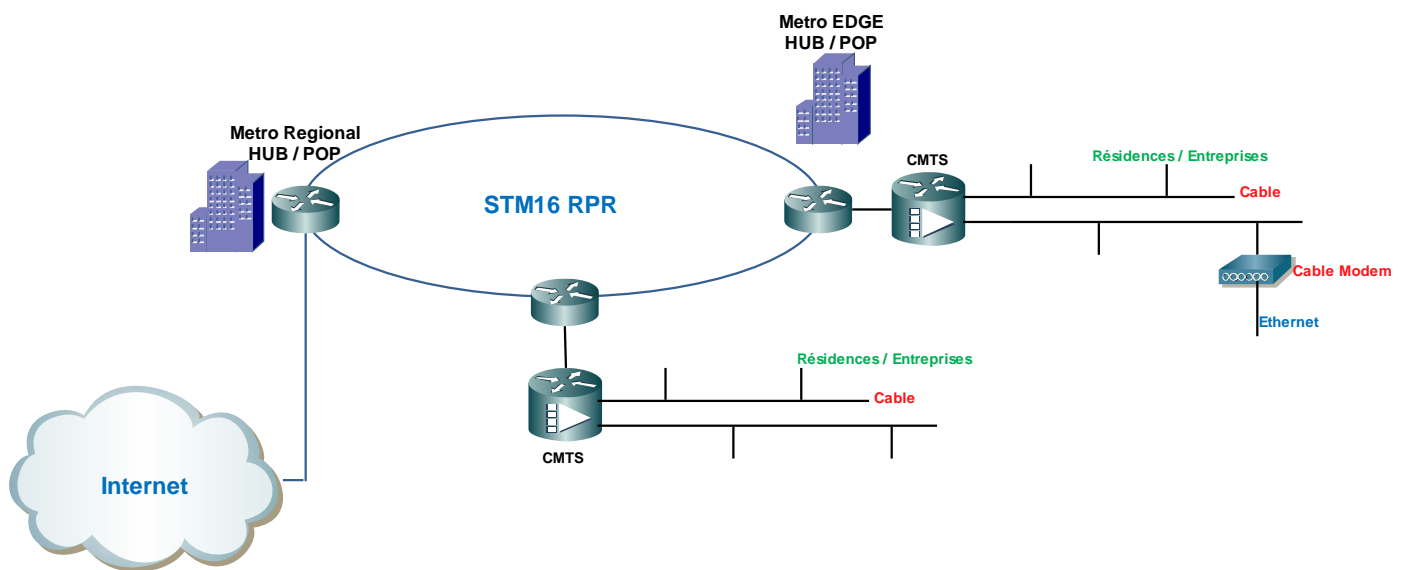 Metro EDGE
HUB / POP
Metro Regional
HUB / POP
CMTS
Résidences / Entreprises
Cable
STM16 RPR
Cable Modem
Ethernet
Résidences / Entreprises
Cable
CMTS
Internet